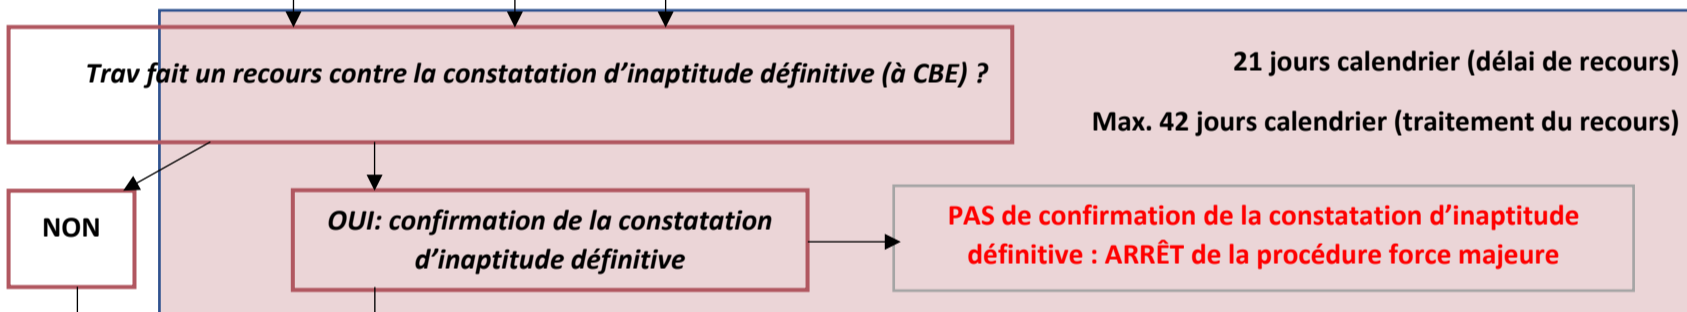 Trav fait un recours contre la constatation d’inaptitude définitive (à CBE) ?
21 jours calendrier (délai de recours)
Max. 42 jours calendrier (traitement du recours)
NON
OUI: confirmation de la constatation
d’inaptitude définitive
PAS de confirmation de la constatation d’inaptitude
définitive : ARRÊT de la procédure force majeure